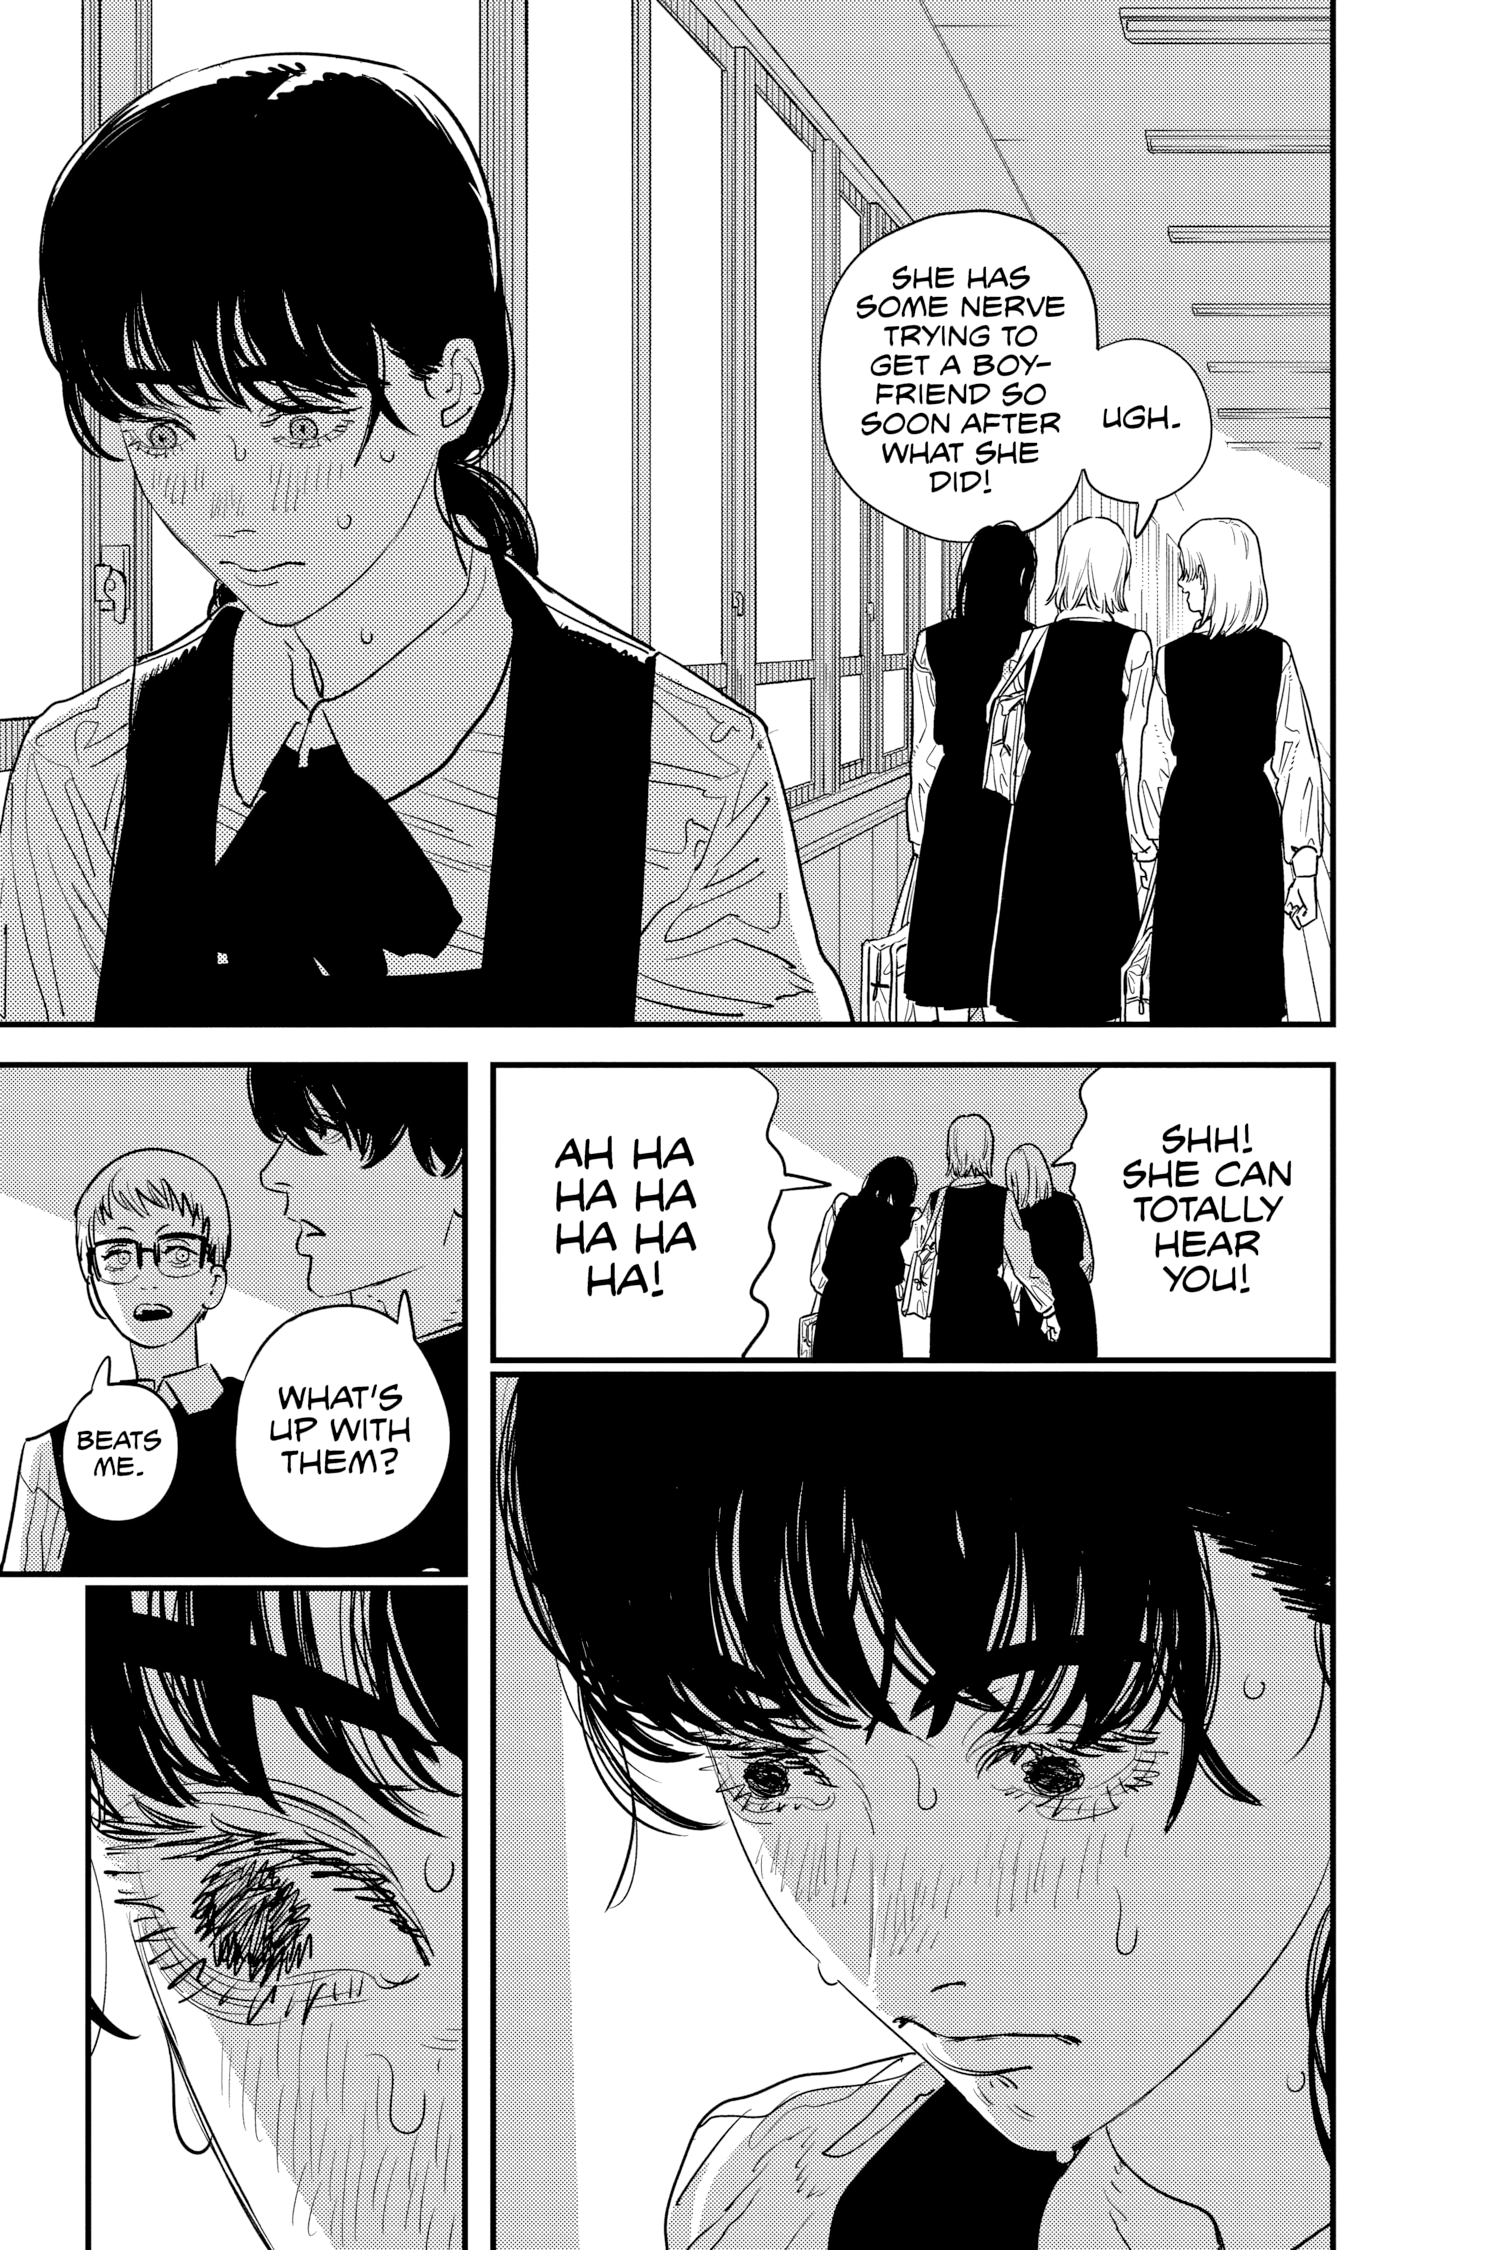 UGH.
SHE HAS
SOME NERVE
TRYING TO
GET A BOY-
FRIEND SO
SOON AFTER
WHAT SHE
DID!
SHH!
SHE CAN
TOTALLY
HEAR
YOU!
AH HA
HA HA
HA HA
HA!
WHAT'S
UP WITH
THEM?
BEATS
ME.